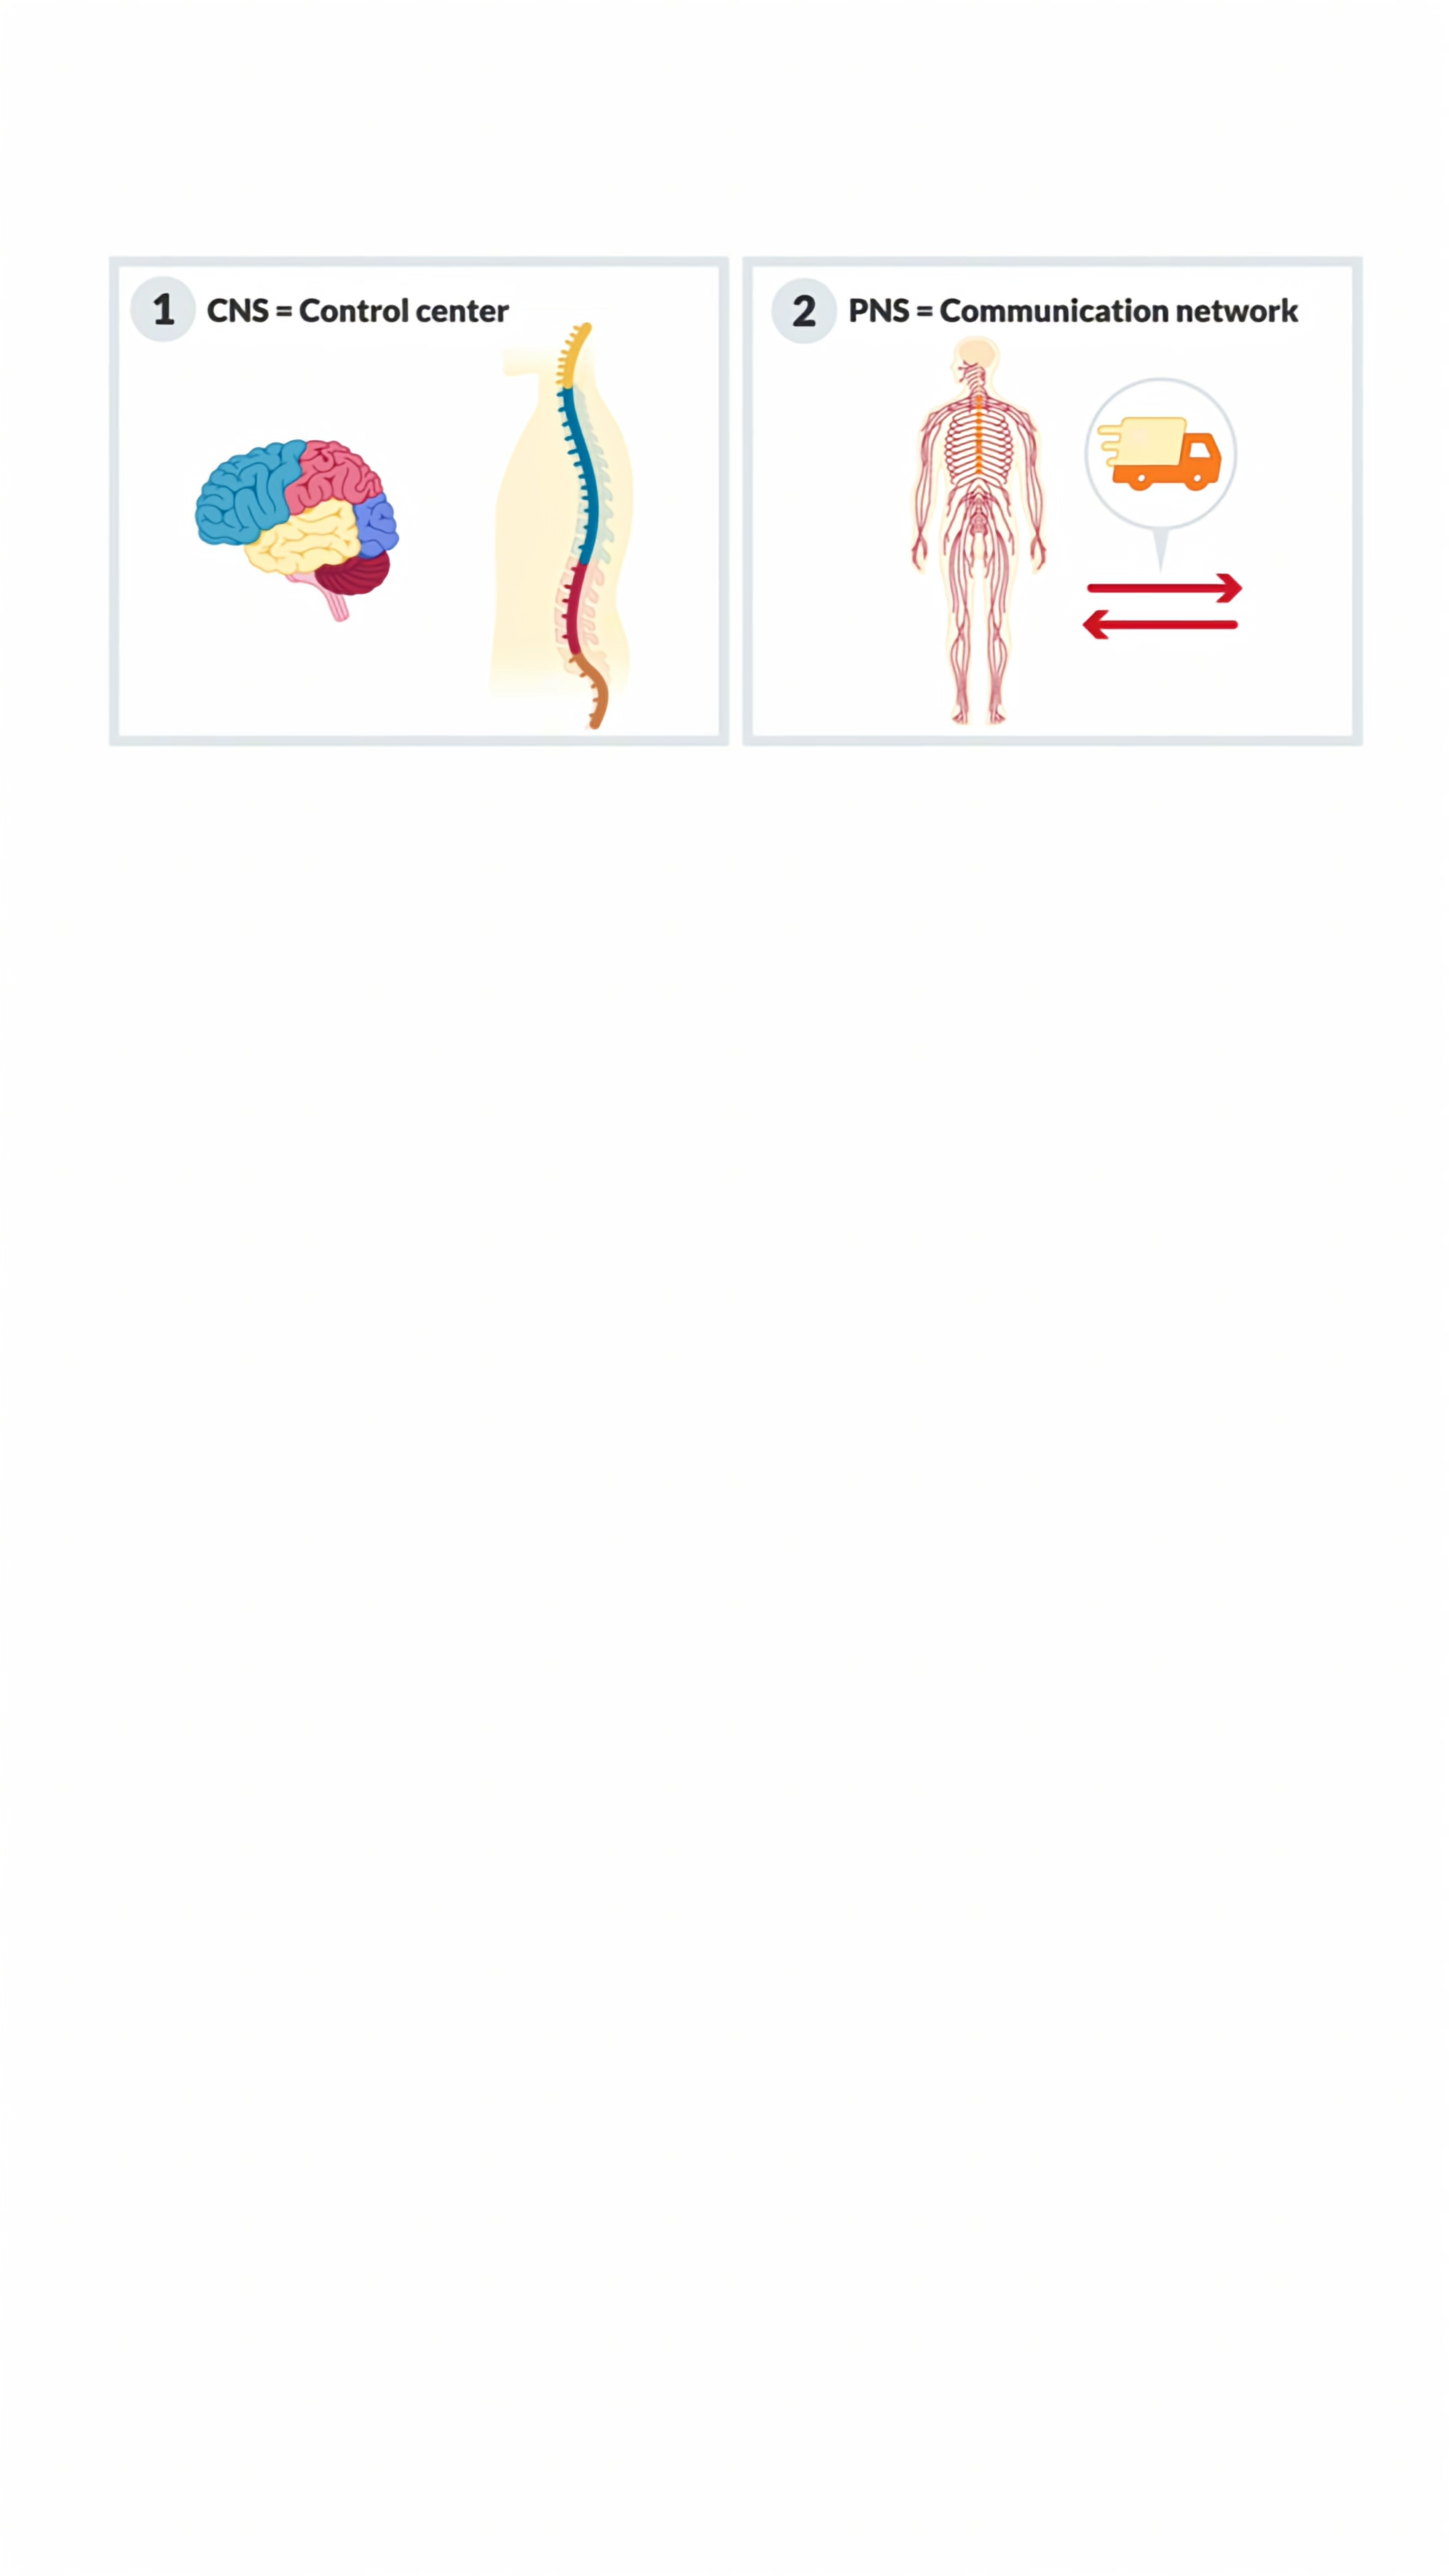 1 CNS = Control center
2 PNS = Communication network